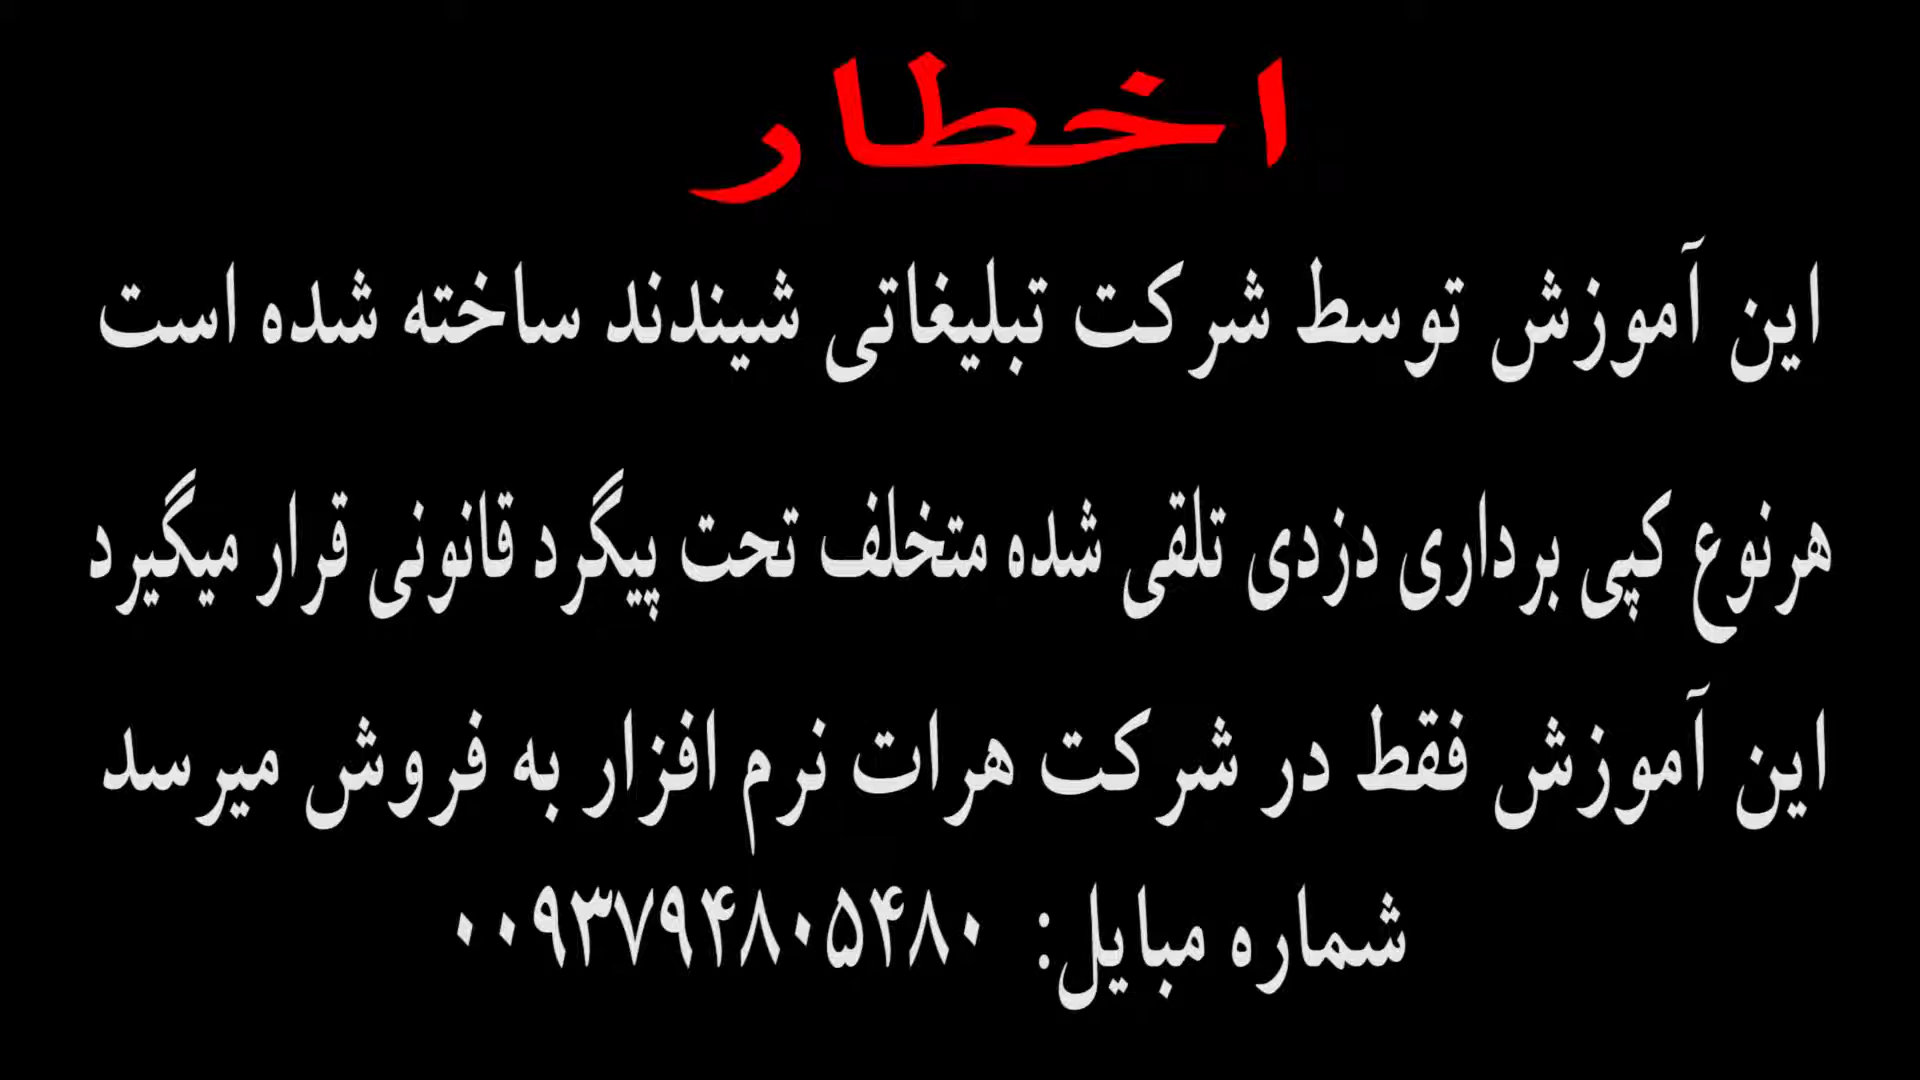 اخطار
این آموزش توسط شرکت تبلیغاتی شیندند ساخته شده است
هرنوع کپی برداری دزدی تلقی شده متخلف تحت پیگرد قانونی قرار میگیرد
این آموزش فقط در شرکت هرات نرم افزار به فروش میرسد
شماره مبایل: ۰۰۹۳۷۹۴۸۰۵۴۸۰